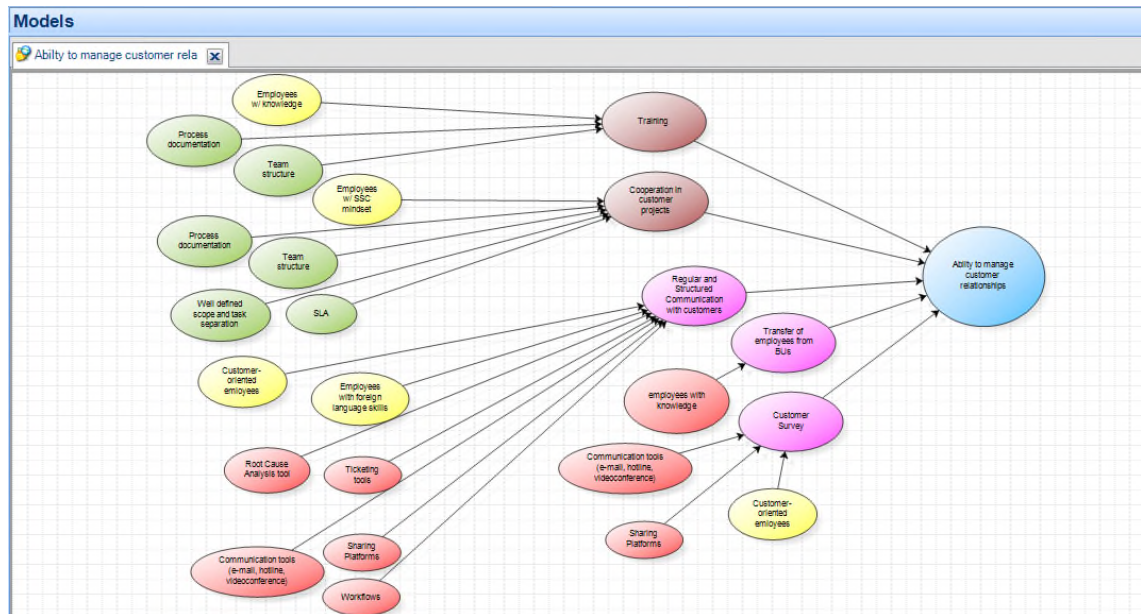 Models
Abilty to manage customer rela
Employees
w/ knowledge
Process
documentation
Team
structure
Training
Employees
w/ SSC
mindset
Cooperation in
customer
projects
Process
documentation
Team
structure
Well defined
scope and task
separation
SLA
Regular and
Structured
Communication
with customers
Ability to manage
customer
relationships
Transfer of
employees from
BUs
Customer-
oriented
emloyees
Employees
with foreign
language skills
employees with
knowledge
Customer
Survey
Root Cause
Analysis tool
Ticketing
tools
Communication tools
(e-mail, hotline,
videoconference)
Customer-
oriented
emloyees
Sharing
Platforms
Communication tools
(e-mail, hotline,
videoconference)
Sharing
Platforms
Workflows